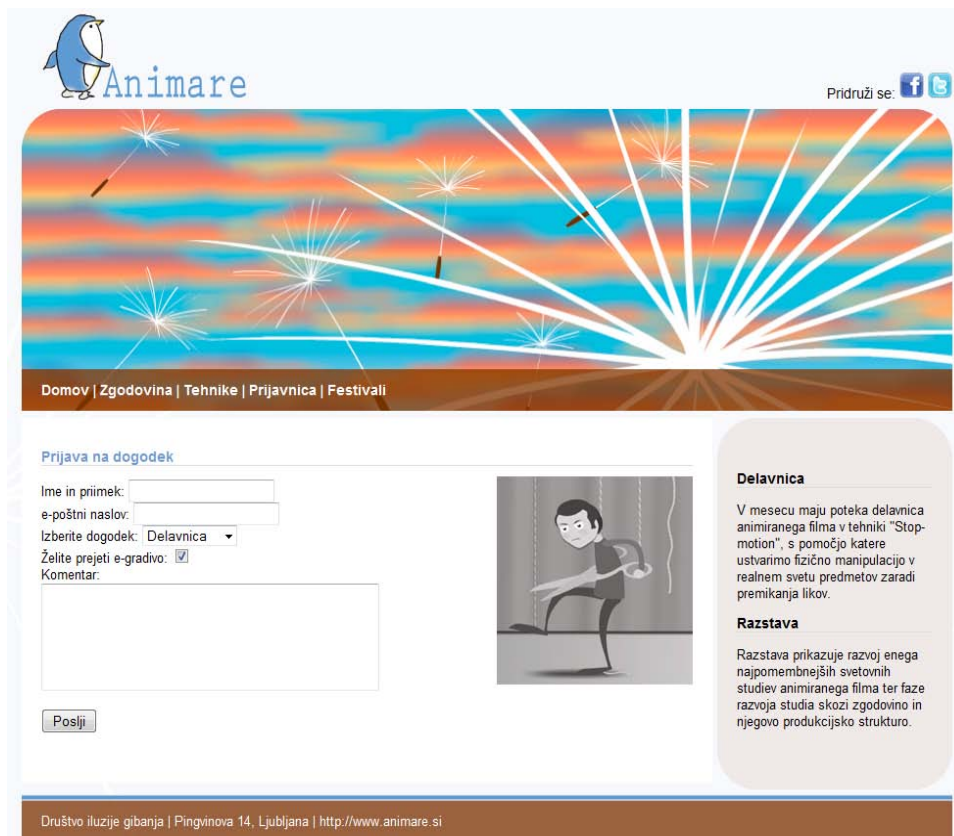 Animare
Pridruži se:
Domov | Zgodovina | Tehnike | Prijavnica | Festivali
Prijava na dogodek
Ime in priimek:
e-poštni naslov:
Izberite dogodek: Delavnica
Želite prejeti e-gradivo:
Komentar:
Poslji
Delavnica
V mesecu maju poteka delavnica
animiranega filma v tehniki "Stop-
motion", s pomočjo katere
ustvarimo fizično manipulacijo v
realnem svetu predmetov zaradi
premikanja likov.
Razstava
Razstava prikazuje razvoj enega
najpomembnejših svetovnih
studiev animiranega filma ter faze
razvoja studia skozi zgodovino in
njegovo produkcijsko strukturo.
Društvo iluzije gibanja | Pingvinova 14, Ljubljana | http://www.animare.si